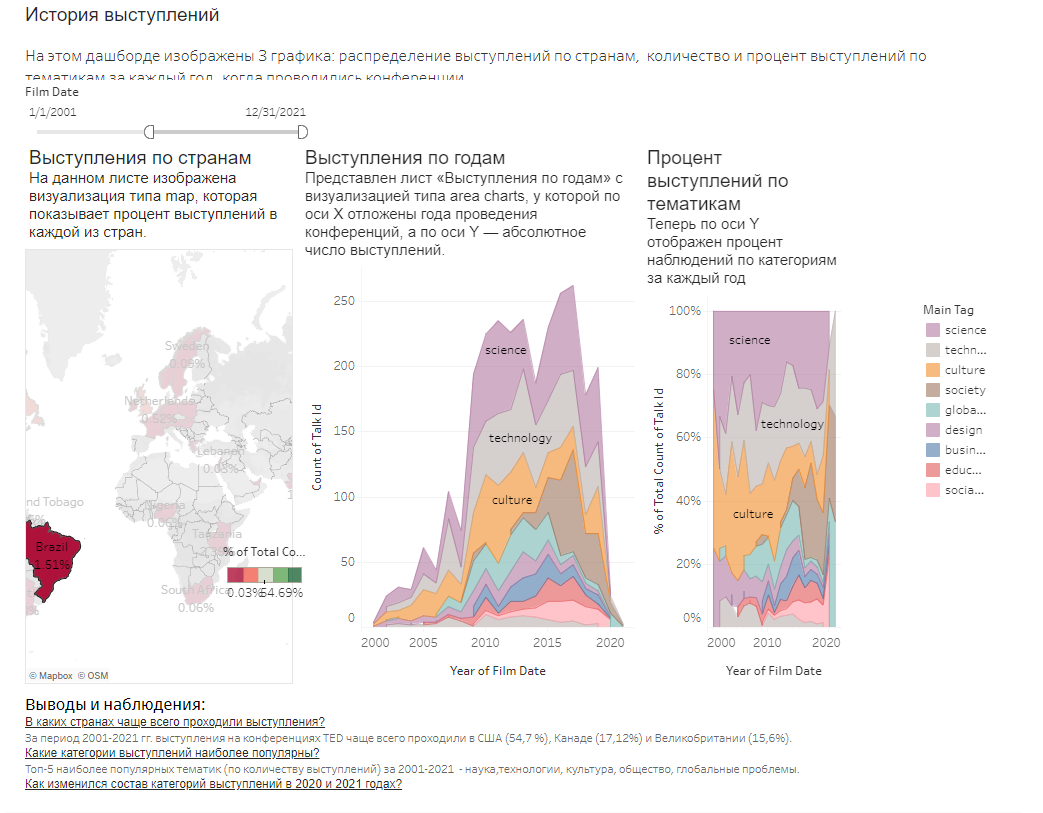 История выступлений
На этом дашборде изображены 3 графика: распределение выступлений по странам, количество и процент выступлений по
тематикам за каждый год, когда проводились конференции
Film Date
1/1/2001
12/31/2021
Выступления по странам
На данном листе изображена
визуализация типа map, которая
показывает процент выступлений в
каждой из стран.
Sweden
0.06%
Netherlands
0.52%
Lebanon
0.03%
nd Tobago
Nigeria
0.06%
Tanzania
Brazil
1.51%
South Africa
0.06%
% of Total Co...
0.03%
54.69%
© Mapbox © OSM
Выступления по годам
Представлен лист «Выступления по годам» с
визуализацией типа area charts, у которой по
оси X отложены года проведения
конференций, а по оси Y — абсолютное
число выступлений.
Count of Talk Id
250
200
150
100
50
0
science
technology
culture
2000 2005 2010 2015 2020
Year of Film Date
Процент
выступлений по
тематикам
Теперь по оси Y
отображен процент
наблюдений по категориям
за каждый год
% of Total Count of Talk Id
100%
80%
60%
40%
20%
0%
science
technology
culture
2000 2010 2020
Year of Film Date
Main Tag
science
techn...
culture
society
globa...
design
busin...
educ...
socia...
Выводы и наблюдения:
В каких странах чаще всего проходили выступления?
За период 2001-2021 гг. выступления на конференциях TED чаще всего проходили в США (54,7 %), Канаде (17,12%) и Великобритании (15,6%).
Какие категории выступлений наиболее популярны?
Топ-5 наиболее популярных тематик (по количеству выступлений) за 2001-2021 - наука,технологии, культура, общество, глобальные проблемы.
Как изменился состав категорий выступлений в 2020 и 2021 годах?